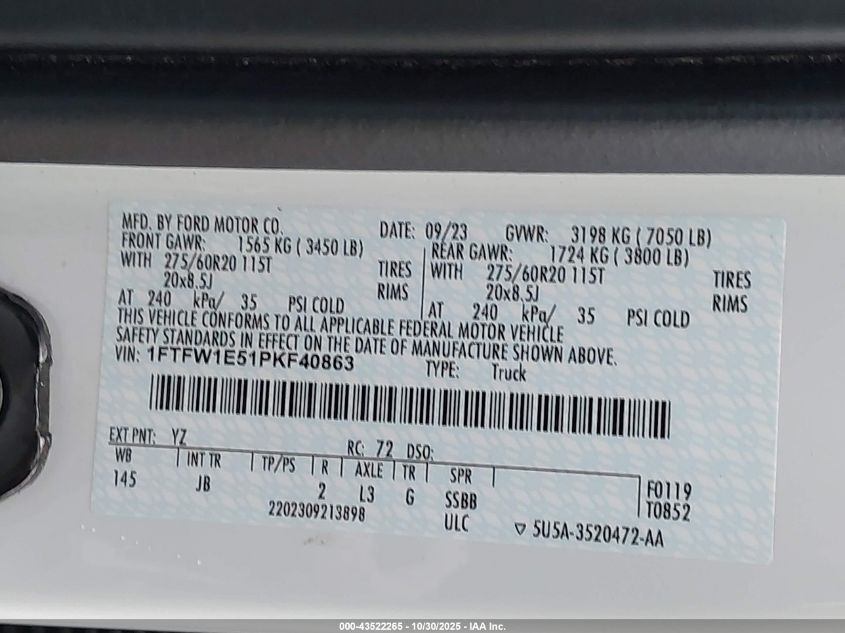 MFD. BY FORD MOTOR CO. DATE: 09/23 GVWR: 3198 KG ( 7050 LB)
FRONT GAWR: 1565 KG ( 3450 LB) REAR GAWR: 1724 KG ( 3800 LB)
WITH 275/60R20 115T TIRES WITH 275/60R20 115T TIRES
20x8.5J RIMS 20x8.5J RIMS
AT 240 kPa/ 35 PSI COLD AT 240 kPa/ 35 PSI COLD
THIS VEHICLE CONFORMS TO ALL APPLICABLE FEDERAL MOTOR VEHICLE
SAFETY STANDARDS IN EFFECT ON THE DATE OF MANUFACTURE SHOWN ABOVE.
VIN: 1FTFW1E51PKF40863 TYPE: Truck
EXT PNT: YZ RC: 72 DSO:
WB INT TR TP/PS R AXLE TR SPR F0119
145 JB 2 L3 G SSBB T0852
2202309213898 ULC ▽ 5U5A-3520472-AA
000-43522265 - 10/30/2025 - IAA Inc.